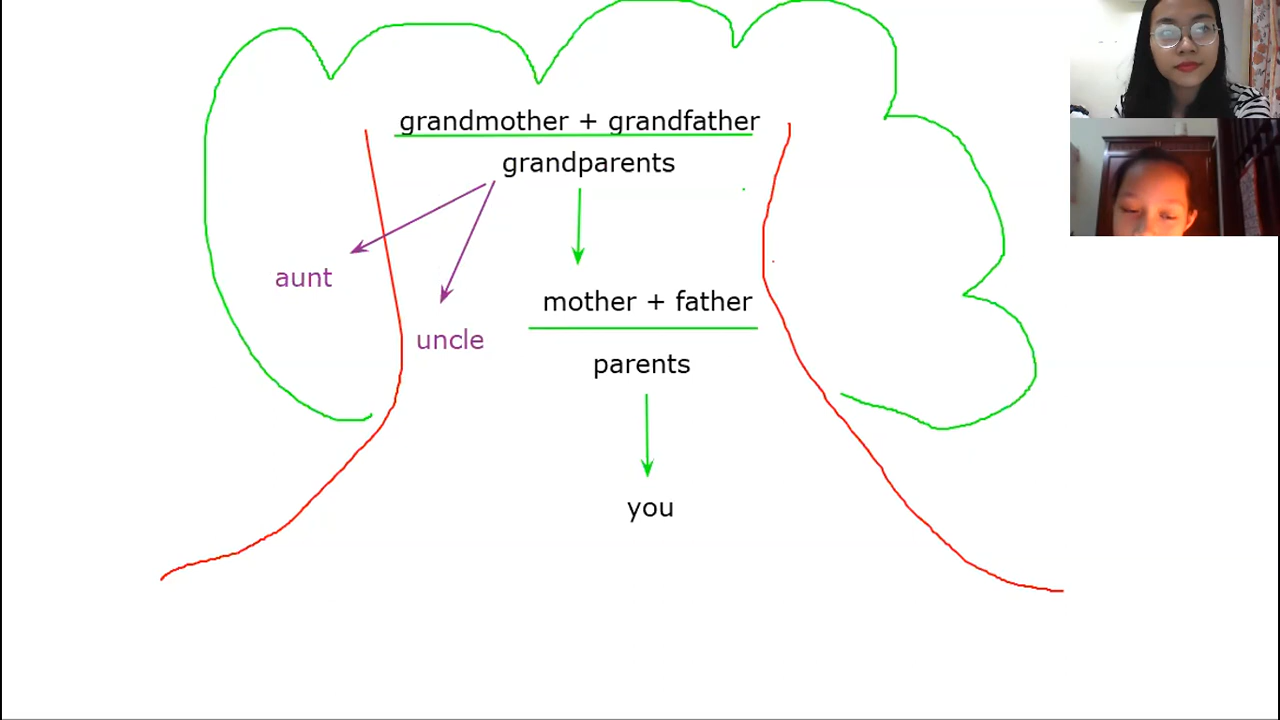 grandmother + grandfather
grandparents
aunt
mother + father
uncle
parents
you